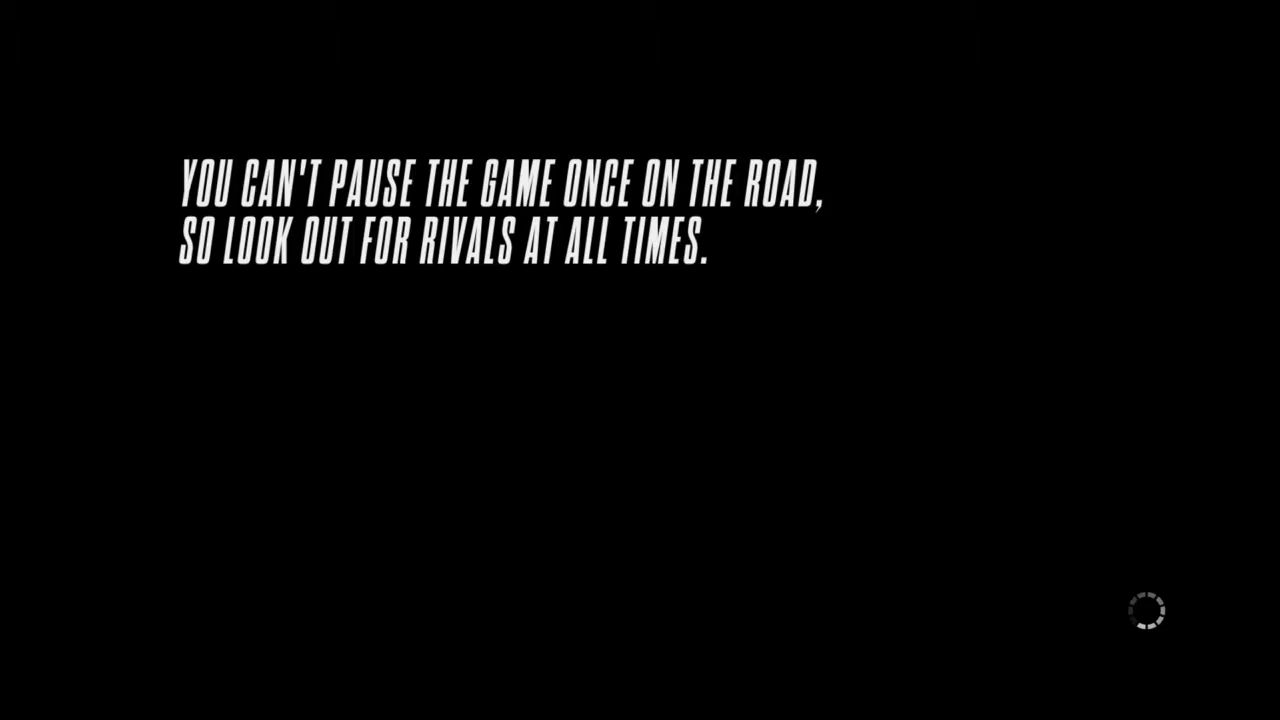 YOU CAN'T PAUSE THE GAME ONCE ON THE ROAD,
SO LOOK OUT FOR RIVALS AT ALL TIMES.